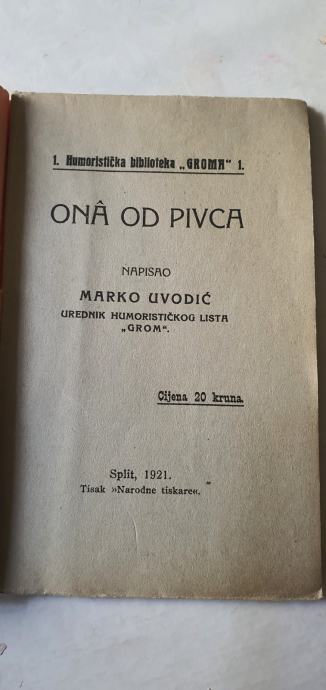 1. Humoristička biblioteka „GROMA" 1.
ONÂ OD PIVCA
NAPISAO
MARKO UVODIĆ
UREDNIK HUMORISTIČKOG LISTA
„GROM".
Cijena 20 kruna.
Split, 1921.
Tisak »Narodne tiskare«.